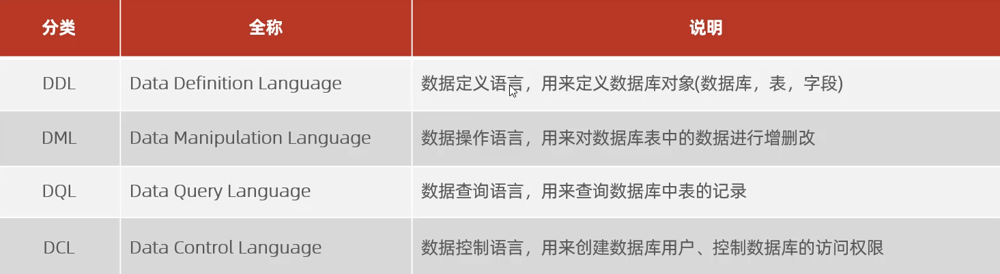 分类 全称 说明
DDL Data Definition Language 数据定义语言，用来定义数据库对象(数据库，表，字段)
DML Data Manipulation Language 数据操作语言，用来对数据库表中的数据进行增删改
DQL Data Query Language 数据查询语言，用来查询数据库中表的记录
DCL Data Control Language 数据控制语言，用来创建数据库用户、控制数据库的访问权限